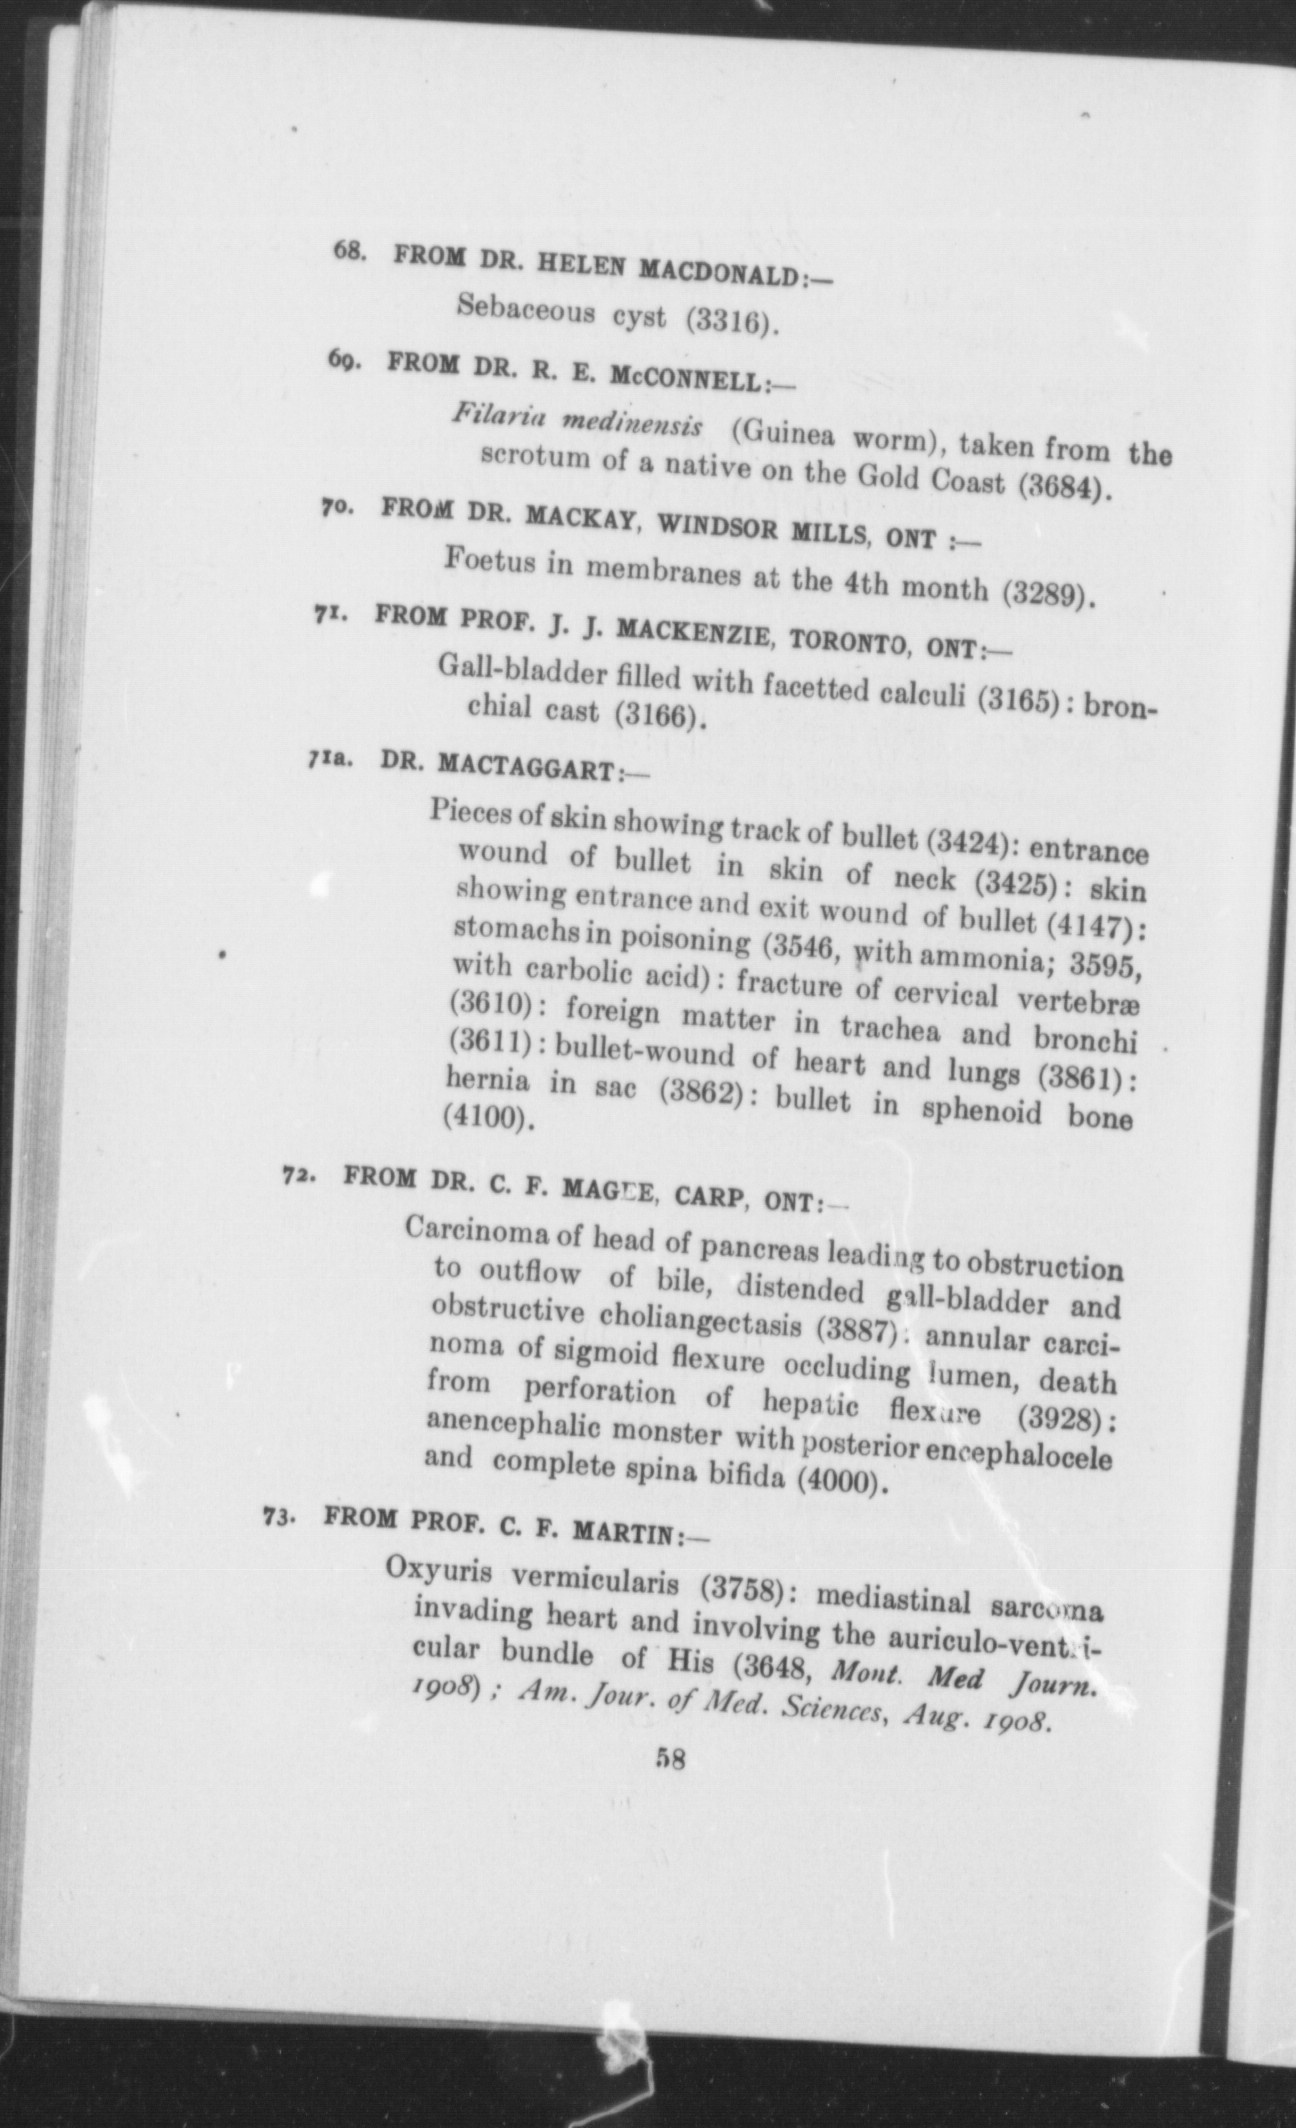 68. FROM DR. HELEN MACDONALD:—
Sebaceous cyst (3316).
69. FROM DR. R. E. McCONNELL:—
Filaria medinensis (Guinea worm), taken from the
scrotum of a native on the Gold Coast (3684).
70. FROM DR. MACKAY, WINDSOR MILLS, ONT :—
Foetus in membranes at the 4th month (3289).
71. FROM PROF. J. J. MACKENZIE, TORONTO, ONT:—
Gall-bladder filled with facetted calculi (3165): bron-
chial cast (3166).
71a. DR. MACTAGGART:—
Pieces of skin showing track of bullet (3424): entrance
wound of bullet in skin of neck (3425): skin
showing entrance and exit wound of bullet (4147):
stomachs in poisoning (3546, with ammonia; 3595,
with carbolic acid): fracture of cervical vertebræ
(3610): foreign matter in trachea and bronchi
(3611): bullet-wound of heart and lungs (3861):
hernia in sac (3862): bullet in sphenoid bone
(4100).
72. FROM DR. C. F. MAGEE, CARP, ONT:—
Carcinoma of head of pancreas leading to obstruction
to outflow of bile, distended gall-bladder and
obstructive choliangectasis (3887): annular carci-
noma of sigmoid flexure occluding lumen, death
from perforation of hepatic flexure (3928):
anencephalic monster with posterior encephalocele
and complete spina bifida (4000).
73. FROM PROF. C. F. MARTIN:—
Oxyuris vermicularis (3758): mediastinal sarcoma
invading heart and involving the auriculo-ventri-
cular bundle of His (3648, Mont. Med Journ.
1908) ; Am. Jour. of Med. Sciences, Aug. 1908.
58